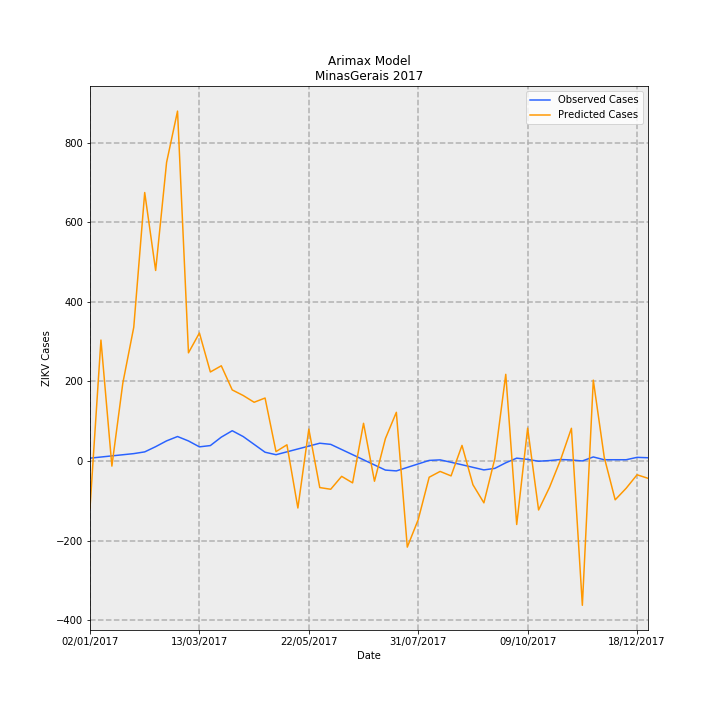 Arimax Model
MinasGerais 2017
Observed Cases
Predicted Cases
800
600
400
200
0
−200
−400
ZIKV Cases
02/01/2017 13/03/2017 22/05/2017 31/07/2017 09/10/2017 18/12/2017
Date